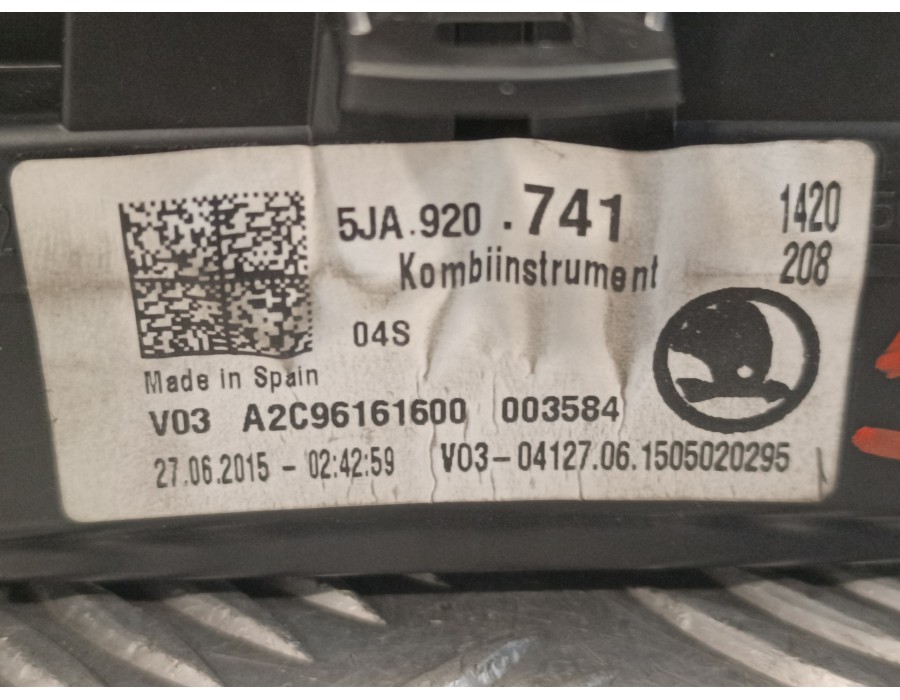 5JA.920 .741
1420
208
Kombiinstrument
04S
Made in Spain
V03 A2C96161600 003584
27.06.2015 - 02:42:59 V03-04127.06.1505020295